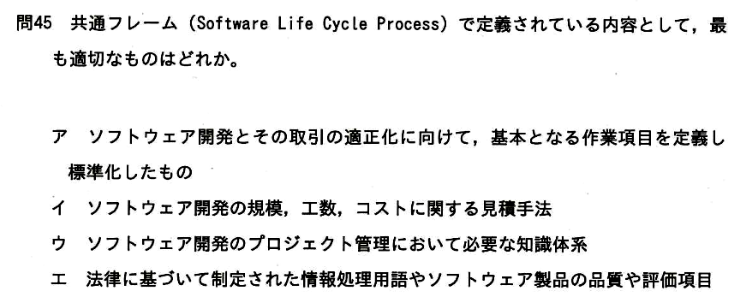 問45 共通フレーム（Software Life Cycle Process）で定義されている内容として，最
も適切なものはどれか。
ア ソフトウェア開発とその取引の適正化に向けて，基本となる作業項目を定義し
標準化したもの
イ ソフトウェア開発の規模，工数，コストに関する見積手法
ウ ソフトウェア開発のプロジェクト管理において必要な知識体系
エ 法律に基づいて制定された情報処理用語やソフトウェア製品の品質や評価項目